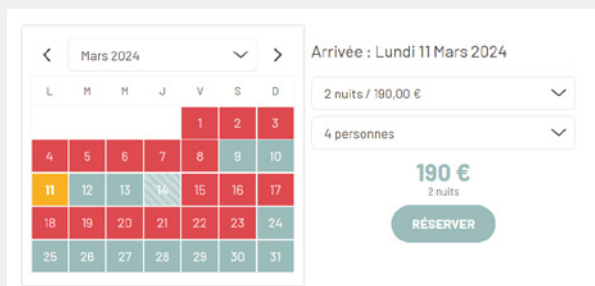 Mars 2024
L M M J V S D
1 2 3
4 5 6 7 8 9 10
11 12 13 14 15 16 17
18 19 20 21 22 23 24
25 26 27 28 29 30 31
Arrivée : Lundi 11 Mars 2024
2 nuits / 190,00 €
4 personnes
190 €
2 nuits
RÉSERVER